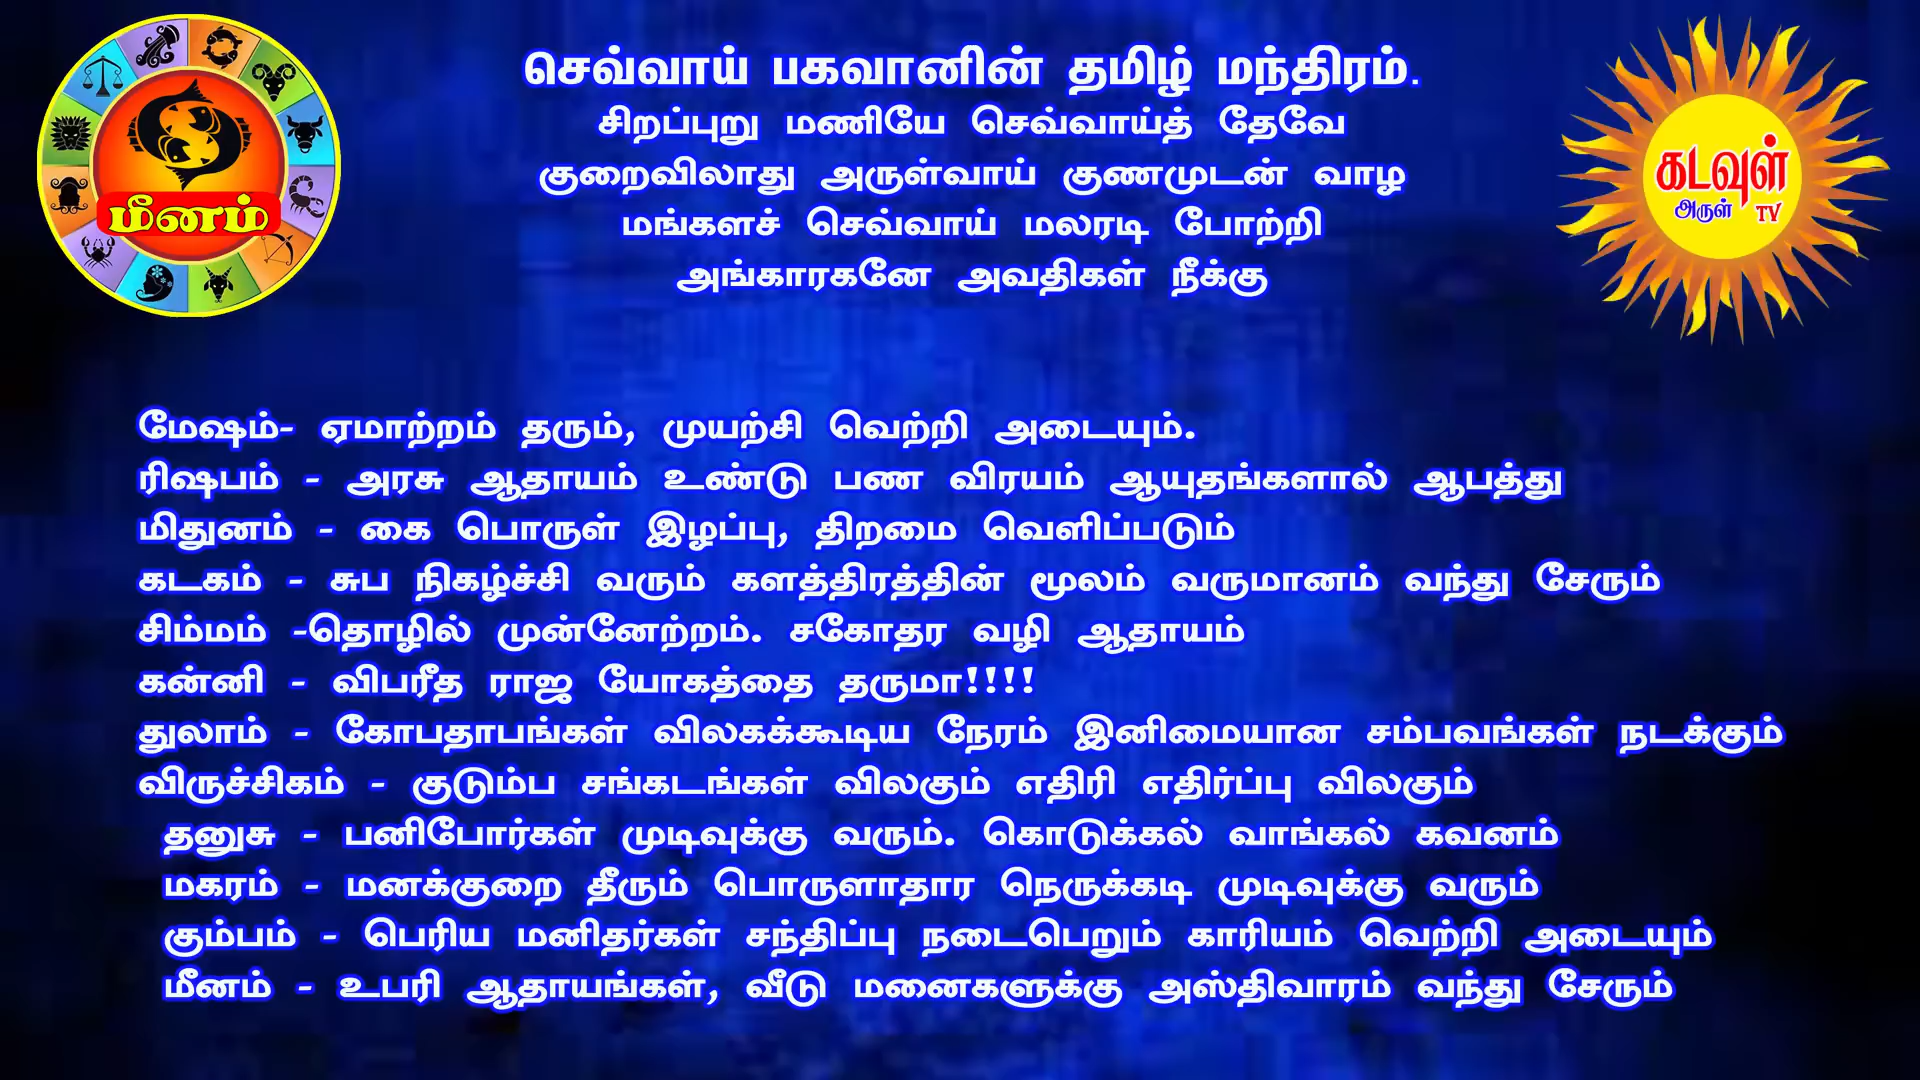 செவ்வாய் பகவானின் தமிழ் மந்திரம்.
சிறப்புறு மணியே செவ்வாய்த் தேவே
குறைவிலாது அருள்வாய் குணமுடன் வாழ
மங்களச் செவ்வாய் மலரடி போற்றி
அங்காரகனே அவதிகள் நீக்கு
மீனம்
கடவுள்
அருள் TV
மேஷம்- ஏமாற்றம் தரும், முயற்சி வெற்றி அடையும்.
ரிஷபம் - அரசு ஆதாயம் உண்டு பண விரயம் ஆயுதங்களால் ஆபத்து
மிதுனம் - கை பொருள் இழப்பு, திறமை வெளிப்படும்
கடகம் - சுப நிகழ்ச்சி வரும் களத்திரத்தின் மூலம் வருமானம் வந்து சேரும்
சிம்மம் -தொழில் முன்னேற்றம். சகோதர வழி ஆதாயம்
கன்னி - விபரீத ராஜ யோகத்தை தருமா!!!!
துலாம் - கோபதாபங்கள் விலகக்கூடிய நேரம் இனிமையான சம்பவங்கள் நடக்கும்
விருச்சிகம் - குடும்ப சங்கடங்கள் விலகும் எதிரி எதிர்ப்பு விலகும்
தனுசு - பனிபோர்கள் முடிவுக்கு வரும். கொடுக்கல் வாங்கல் கவனம்
மகரம் - மனக்குறை தீரும் பொருளாதார நெருக்கடி முடிவுக்கு வரும்
கும்பம் - பெரிய மனிதர்கள் சந்திப்பு நடைபெறும் காரியம் வெற்றி அடையும்
மீனம் - உபரி ஆதாயங்கள், வீடு மனைகளுக்கு அஸ்திவாரம் வந்து சேரும்